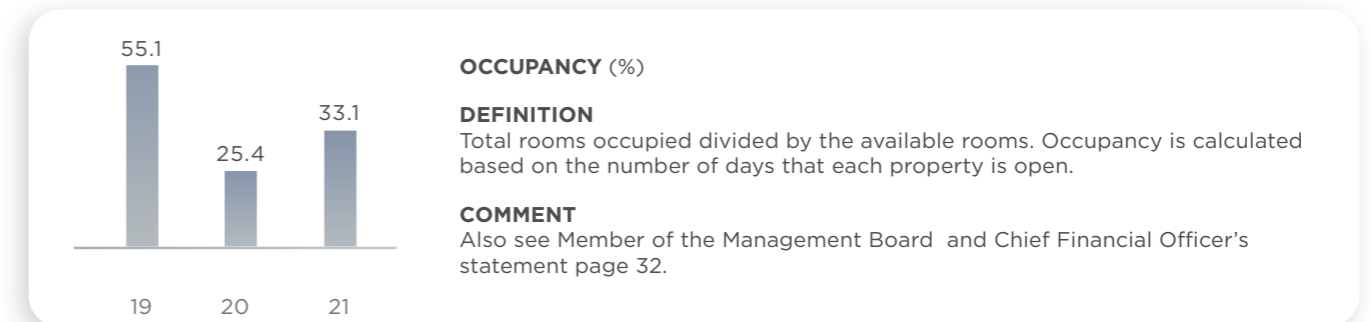 55.1
25.4
33.1
19
20
21
OCCUPANCY (%)
DEFINITION
Total rooms occupied divided by the available rooms. Occupancy is calculated
based on the number of days that each property is open.
COMMENT
Also see Member of the Management Board  and Chief Financial Officer’s
statement page 32.